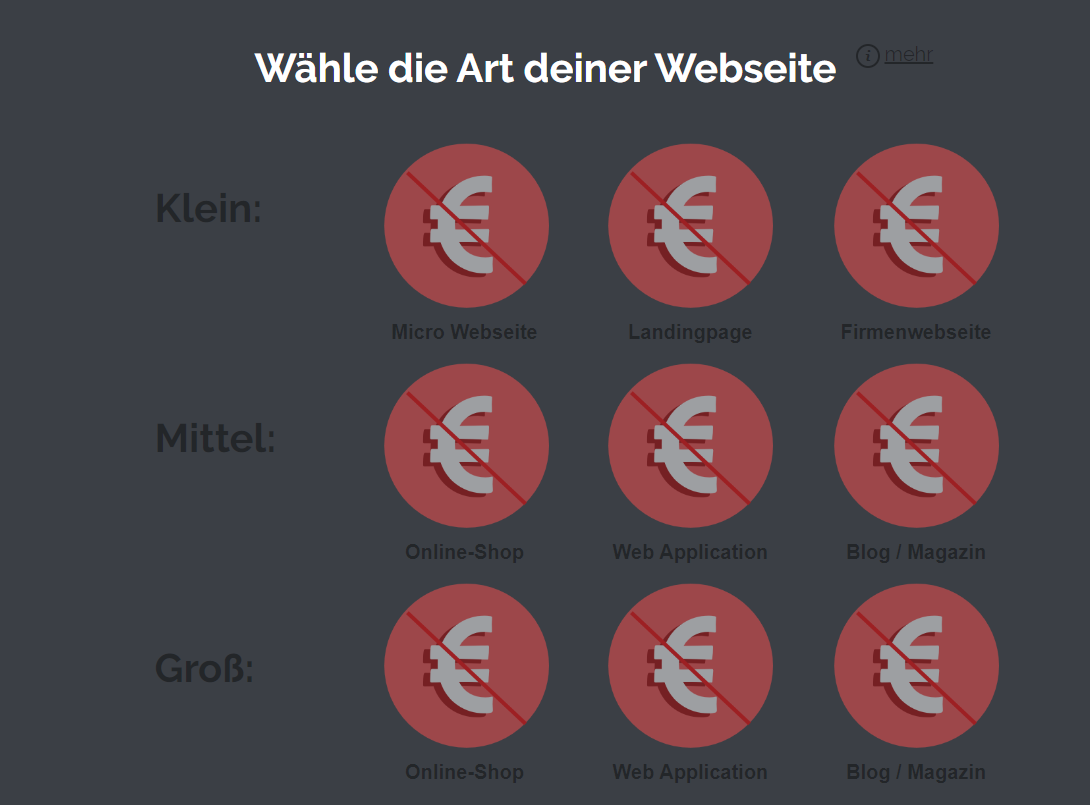 Wähle die Art deiner Webseite
i mehr
Klein:
€ € €
Micro Webseite Landingpage Firmenwebseite
Mittel:
€ € €
Online-Shop Web Application Blog / Magazin
Groß:
€ € €
Online-Shop Web Application Blog / Magazin